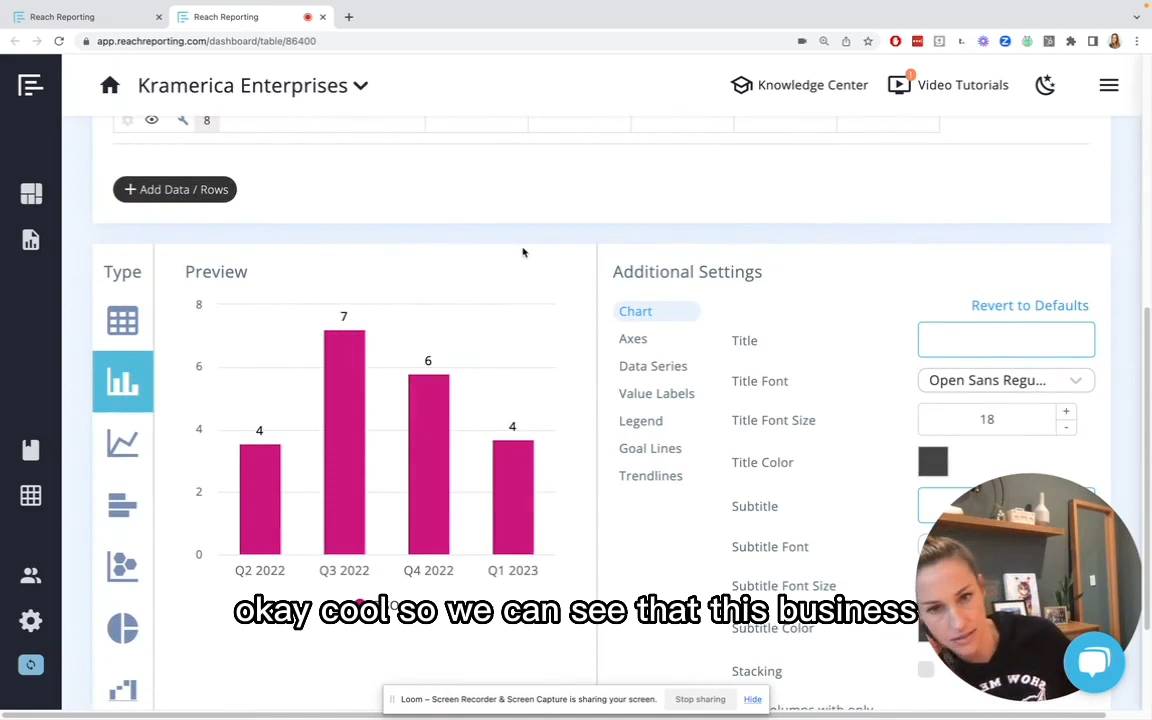 Reach Reporting
Reach Reporting
app.reachreporting.com/dashboard/table/86400
Kramerica Enterprises
Knowledge Center
Video Tutorials
8
+ Add Data / Rows
Type
Preview
8
6
4
2
0
4
7
6
4
Q2 2022
Q3 2022
Q4 2022
Q1 2023
Additional Settings
Revert to Defaults
Chart
Axes
Data Series
Value Labels
Legend
Goal Lines
Trendlines
Title
Title Font
Open Sans Regu...
Title Font Size
18
+
-
Title Color
Subtitle
Subtitle Font
Subtitle Font Size
Subtitle Color
Stacking
okay cool so we can see that this business
Loom – Screen Recorder & Screen Capture is sharing your screen.
Stop sharing
Hide